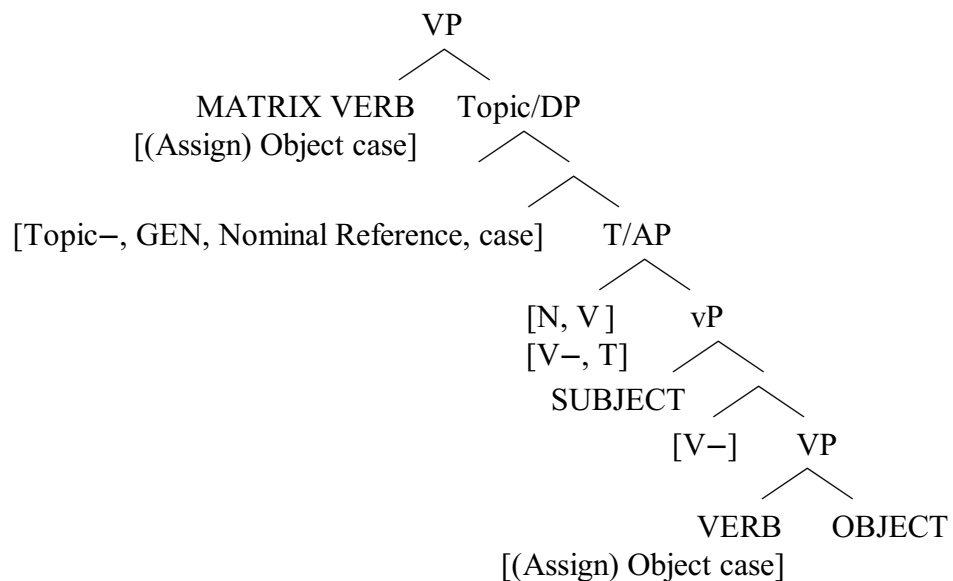 VP
MATRIX VERB Topic/DP
[(Assign) Object case]
[Topic−, GEN, Nominal Reference, case] T/AP
[N, V ] vP
[V−, T]
SUBJECT
[V−] VP
VERB OBJECT
[(Assign) Object case]